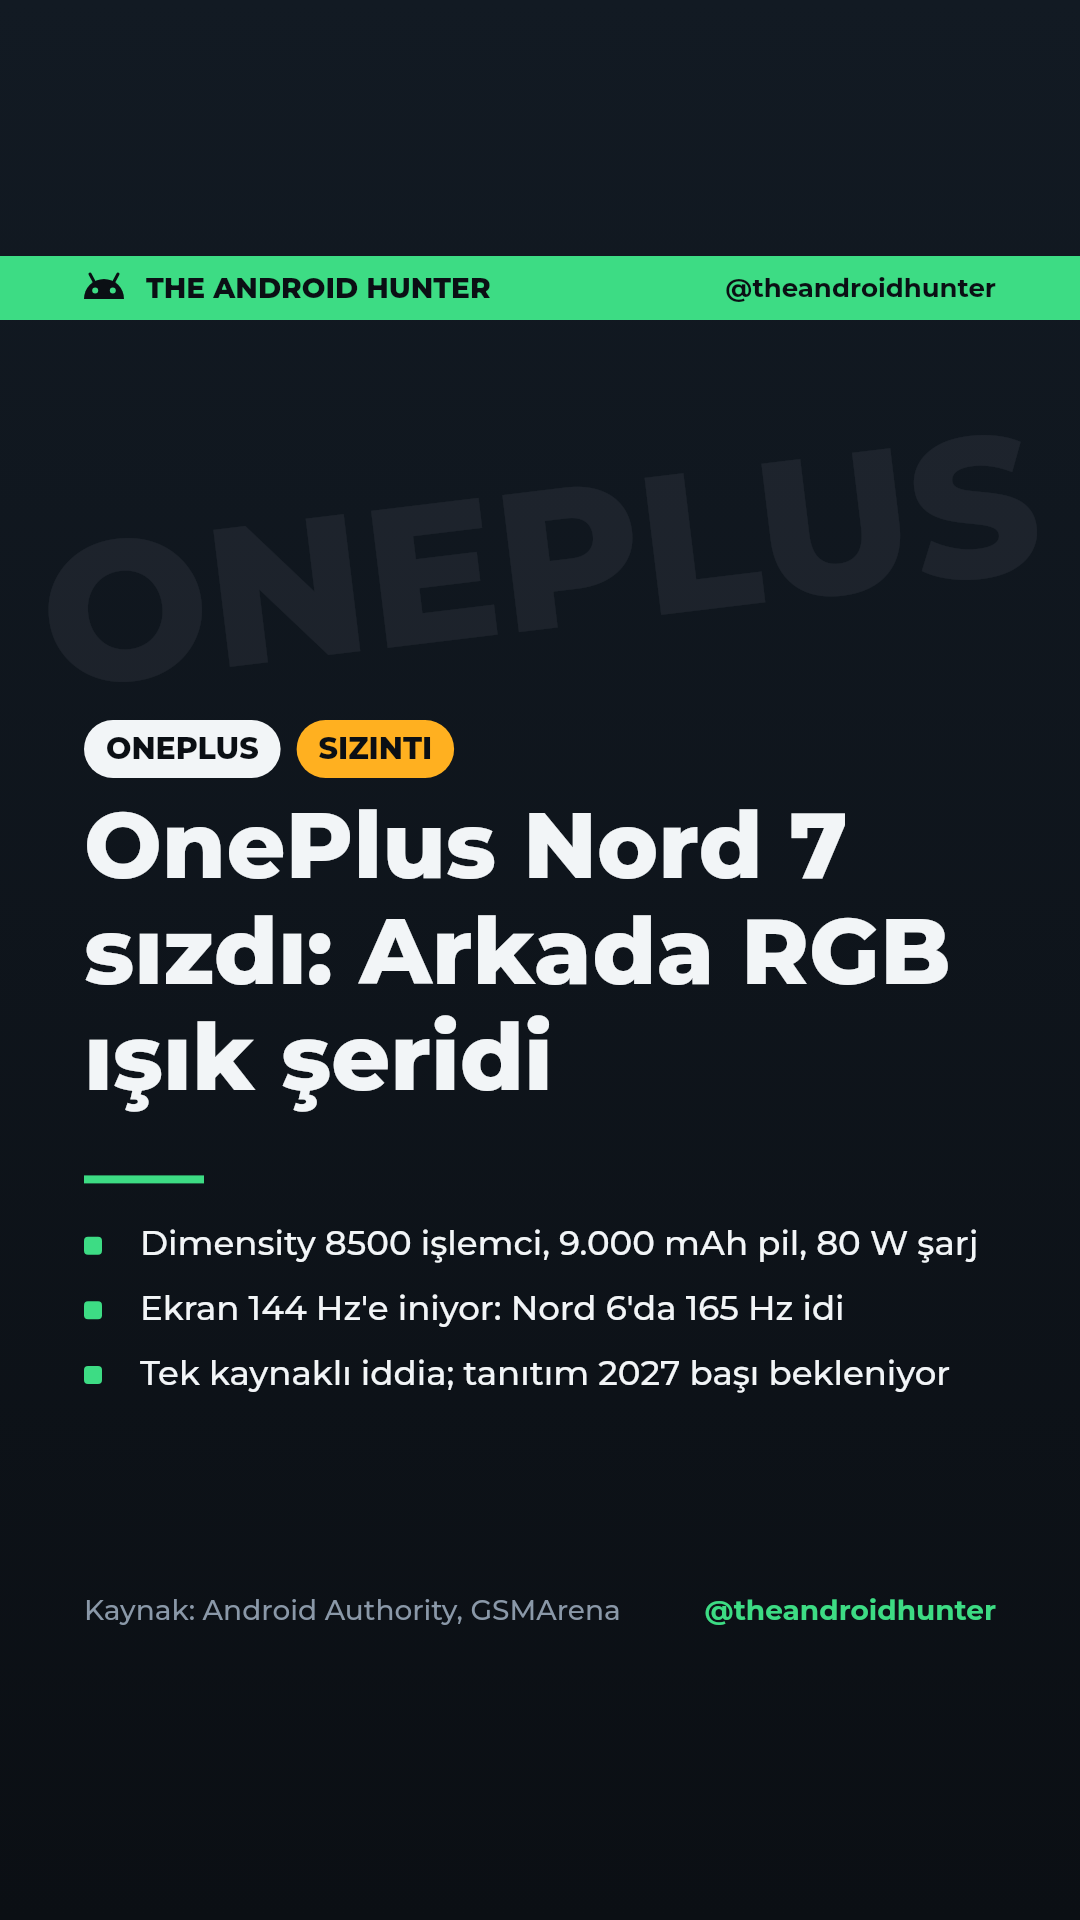 THE ANDROID HUNTER
@theandroidhunter
ONEPLUS
ONEPLUS
SIZINTI
OnePlus Nord 7
sızdı: Arkada RGB
ışık şeridi
Dimensity 8500 işlemci, 9.000 mAh pil, 80 W şarj
Ekran 144 Hz'e iniyor: Nord 6'da 165 Hz idi
Tek kaynaklı iddia; tanıtım 2027 başı bekleniyor
Kaynak: Android Authority, GSMArena
@theandroidhunter